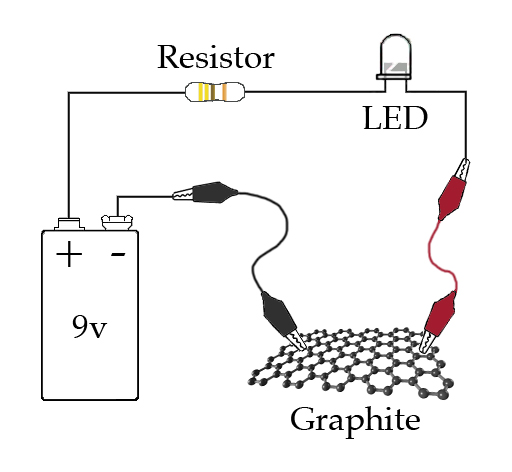 Resistor
LED
+ -
9v
Graphite